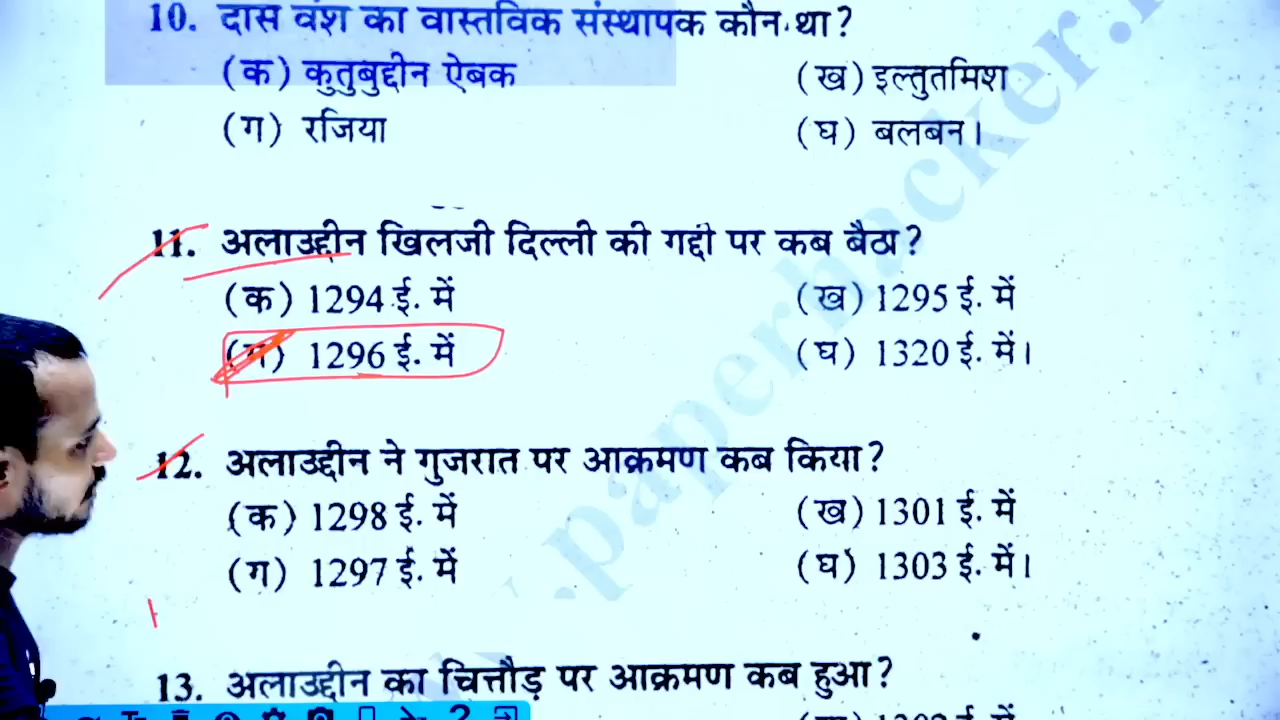 10. दास वंश का वास्तविक संस्थापक कौन था?
(क) कुतुबुद्दीन ऐबक (ख) इल्तुतमिश
(ग) रजिया (घ) बलबन।
11. अलाउद्दीन खिलजी दिल्ली की गद्दी पर कब बैठा?
(क) 1294 ई. में (ख) 1295 ई. में
(ग) 1296 ई. में (घ) 1320 ई. में।
12. अलाउद्दीन ने गुजरात पर आक्रमण कब किया?
(क) 1298 ई. में (ख) 1301 ई. में
(ग) 1297 ई. में (घ) 1303 ई. में।
13. अलाउद्दीन का चित्तौड़ पर आक्रमण कब हुआ?